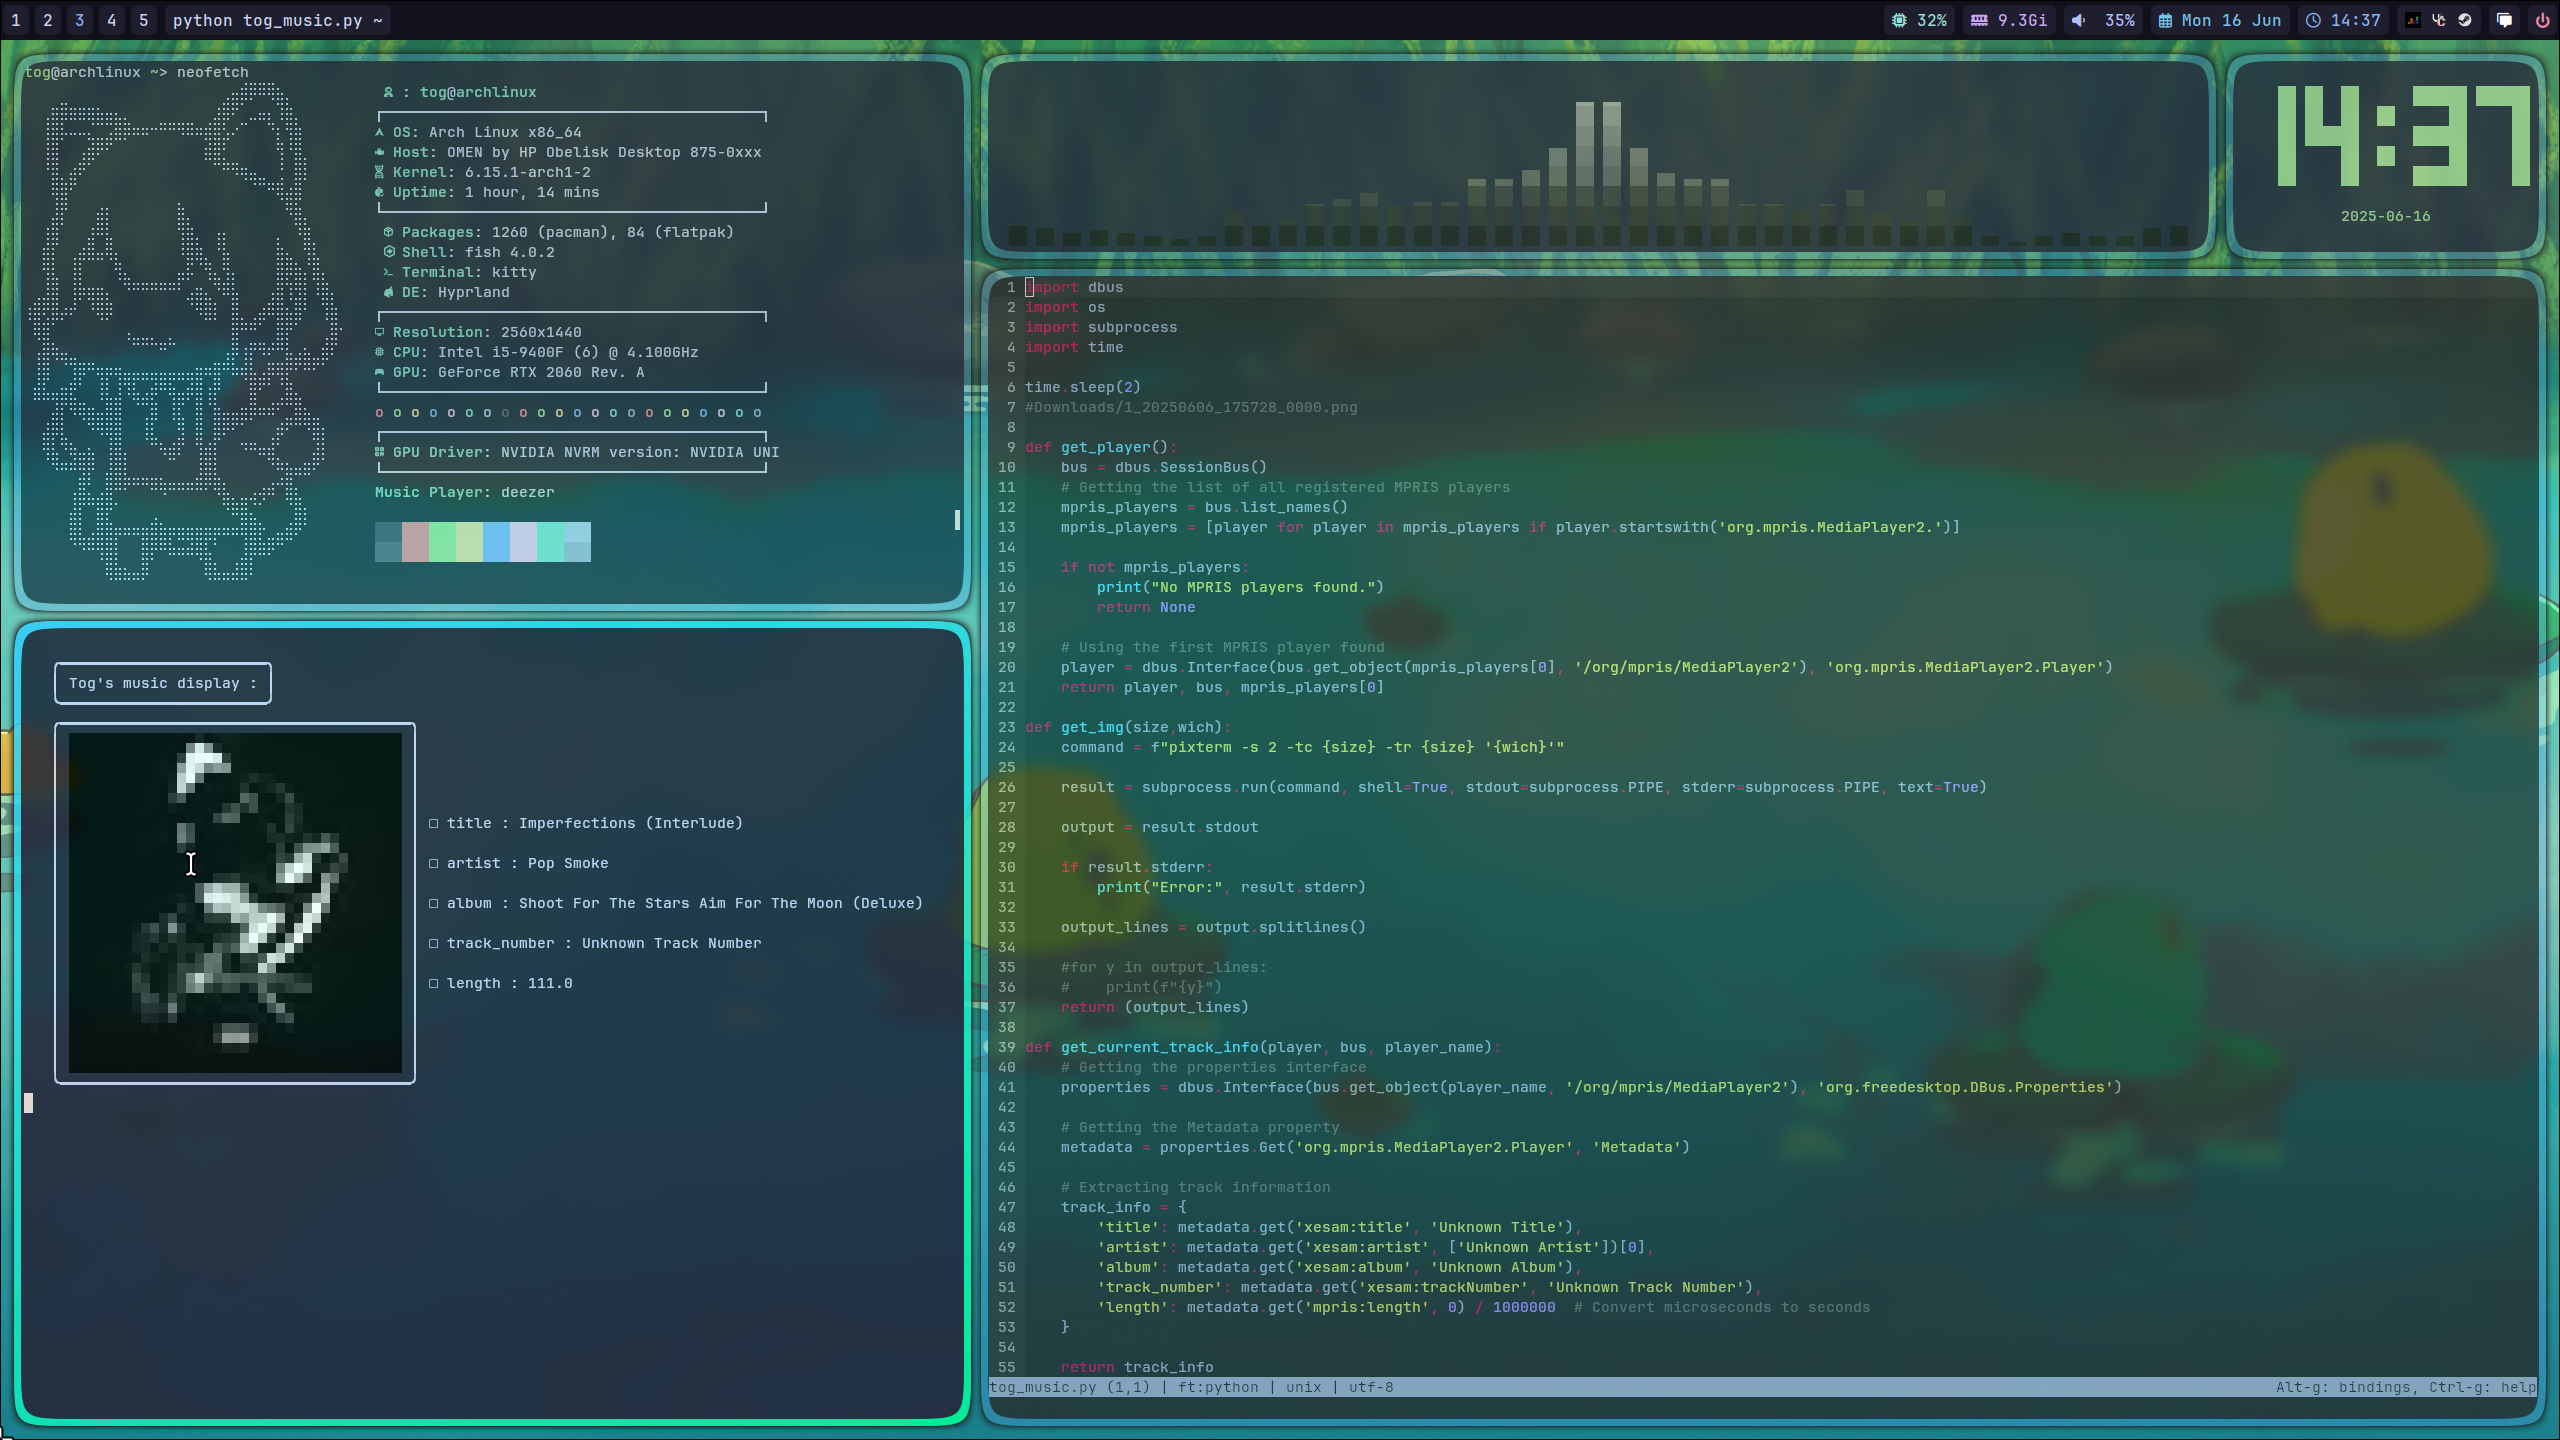 1 2 3 4 5 python tog_music.py ~
32% 9.3Gi 35% Mon 16 Jun 14:37
tog@archlinux ~> neofetch
: tog@archlinux
OS: Arch Linux x86_64
Host: OMEN by HP Obelisk Desktop 875-0xxx
Kernel: 6.15.1-arch1-2
Uptime: 1 hour, 14 mins
Packages: 1260 (pacman), 84 (flatpak)
Shell: fish 4.0.2
Terminal: kitty
DE: Hyprland
Resolution: 2560x1440
CPU: Intel i5-9400F (6) @ 4.100GHz
GPU: GeForce RTX 2060 Rev. A
o o o o o o o o o o o o o o o o o o o o o o
GPU Driver: NVIDIA NVRM version: NVIDIA UNI
Music Player: deezer
14:37
2025-06-16
Tog's music display :
□ title : Imperfections (Interlude)
□ artist : Pop Smoke
□ album : Shoot For The Stars Aim For The Moon (Deluxe)
□ track_number : Unknown Track Number
□ length : 111.0
1 import dbus
2 import os
3 import subprocess
4 import time
5
6 time.sleep(2)
7 #Downloads/1_20250606_175728_0000.png
8
9 def get_player():
10     bus = dbus.SessionBus()
11     # Getting the list of all registered MPRIS players
12     mpris_players = bus.list_names()
13     mpris_players = [player for player in mpris_players if player.startswith('org.mpris.MediaPlayer2.')]
14
15     if not mpris_players:
16         print("No MPRIS players found.")
17         return None
18
19     # Using the first MPRIS player found
20     player = dbus.Interface(bus.get_object(mpris_players[0], '/org/mpris/MediaPlayer2'), 'org.mpris.MediaPlayer2.Player')
21     return player, bus, mpris_players[0]
22
23 def get_img(size,wich):
24     command = f"pixterm -s 2 -tc {size} -tr {size} '{wich}'"
25
26     result = subprocess.run(command, shell=True, stdout=subprocess.PIPE, stderr=subprocess.PIPE, text=True)
27
28     output = result.stdout
29
30     if result.stderr:
31         print("Error:", result.stderr)
32
33     output_lines = output.splitlines()
34
35     #for y in output_lines:
36     #    print(f"{y}")
37     return (output_lines)
38
39 def get_current_track_info(player, bus, player_name):
40     # Getting the properties interface
41     properties = dbus.Interface(bus.get_object(player_name, '/org/mpris/MediaPlayer2'), 'org.freedesktop.DBus.Properties')
42
43     # Getting the Metadata property
44     metadata = properties.Get('org.mpris.MediaPlayer2.Player', 'Metadata')
45
46     # Extracting track information
47     track_info = {
48         'title': metadata.get('xesam:title', 'Unknown Title'),
49         'artist': metadata.get('xesam:artist', ['Unknown Artist'])[0],
50         'album': metadata.get('xesam:album', 'Unknown Album'),
51         'track_number': metadata.get('xesam:trackNumber', 'Unknown Track Number'),
52         'length': metadata.get('mpris:length', 0) / 1000000  # Convert microseconds to seconds
53     }
54
55     return track_info
tog_music.py (1,1) | ft:python | unix | utf-8 Alt-g: bindings, Ctrl-g: help